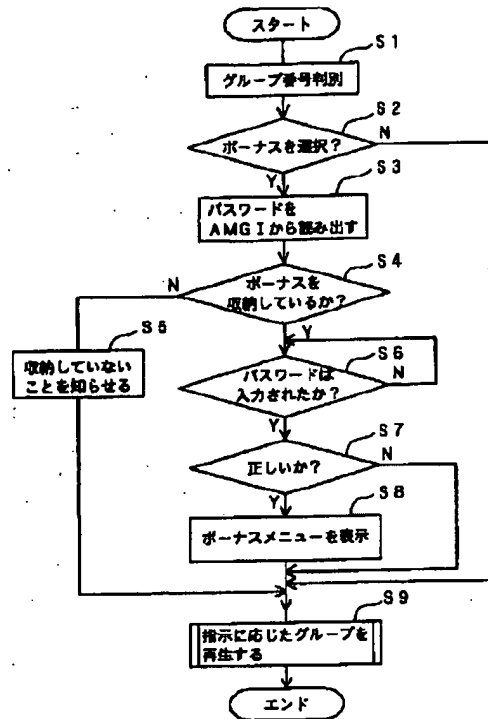 スタート
S1
グループ番号判別
S2
ボーナスを選択？
N
Y
S3
パスワードを
AMGIから読み出す
S4
N
ボーナスを
収納しているか？
Y
S5
収納していない
ことを知らせる
S6
パスワードは
入力されたか？
N
Y
S7
正しいか？
N
Y
S8
ボーナスメニューを表示
S9
指示に応じたグループを
再生する
エンド